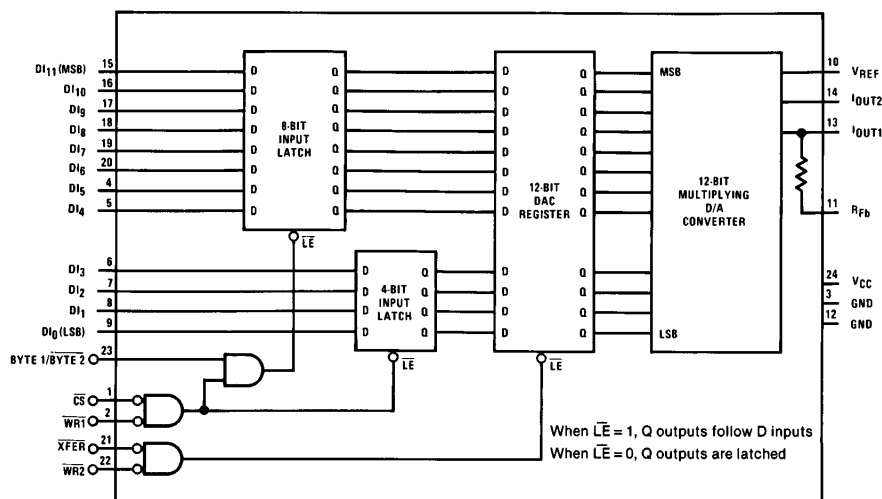 DI11(MSB) 15
DI10 16
DI9 17
DI8 18
DI7 19
DI6 20
DI5 4
DI4 5
DI3 6
DI2 7
DI1 8
DI0(LSB) 9
BYTE 1/BYTE 2 23
CS 1
WR1 2
XFER 21
WR2 22
D Q
D Q
D Q
D Q
D Q
D Q
D Q
D Q
8-BIT
INPUT
LATCH
LE
D Q
D Q
D Q
D Q
4-BIT
INPUT
LATCH
LE
D Q
D Q
D Q
D Q
D Q
D Q
D Q
D Q
D Q
D Q
D Q
D Q
12-BIT
DAC
REGISTER
LE
MSB
12-BIT
MULTIPLYING
D/A
CONVERTER
LSB
10 VREF
14 IOUT2
13 IOUT1
11 RFb
24 VCC
3 GND
12 GND
When LE = 1, Q outputs follow D inputs
When LE = 0, Q outputs are latched